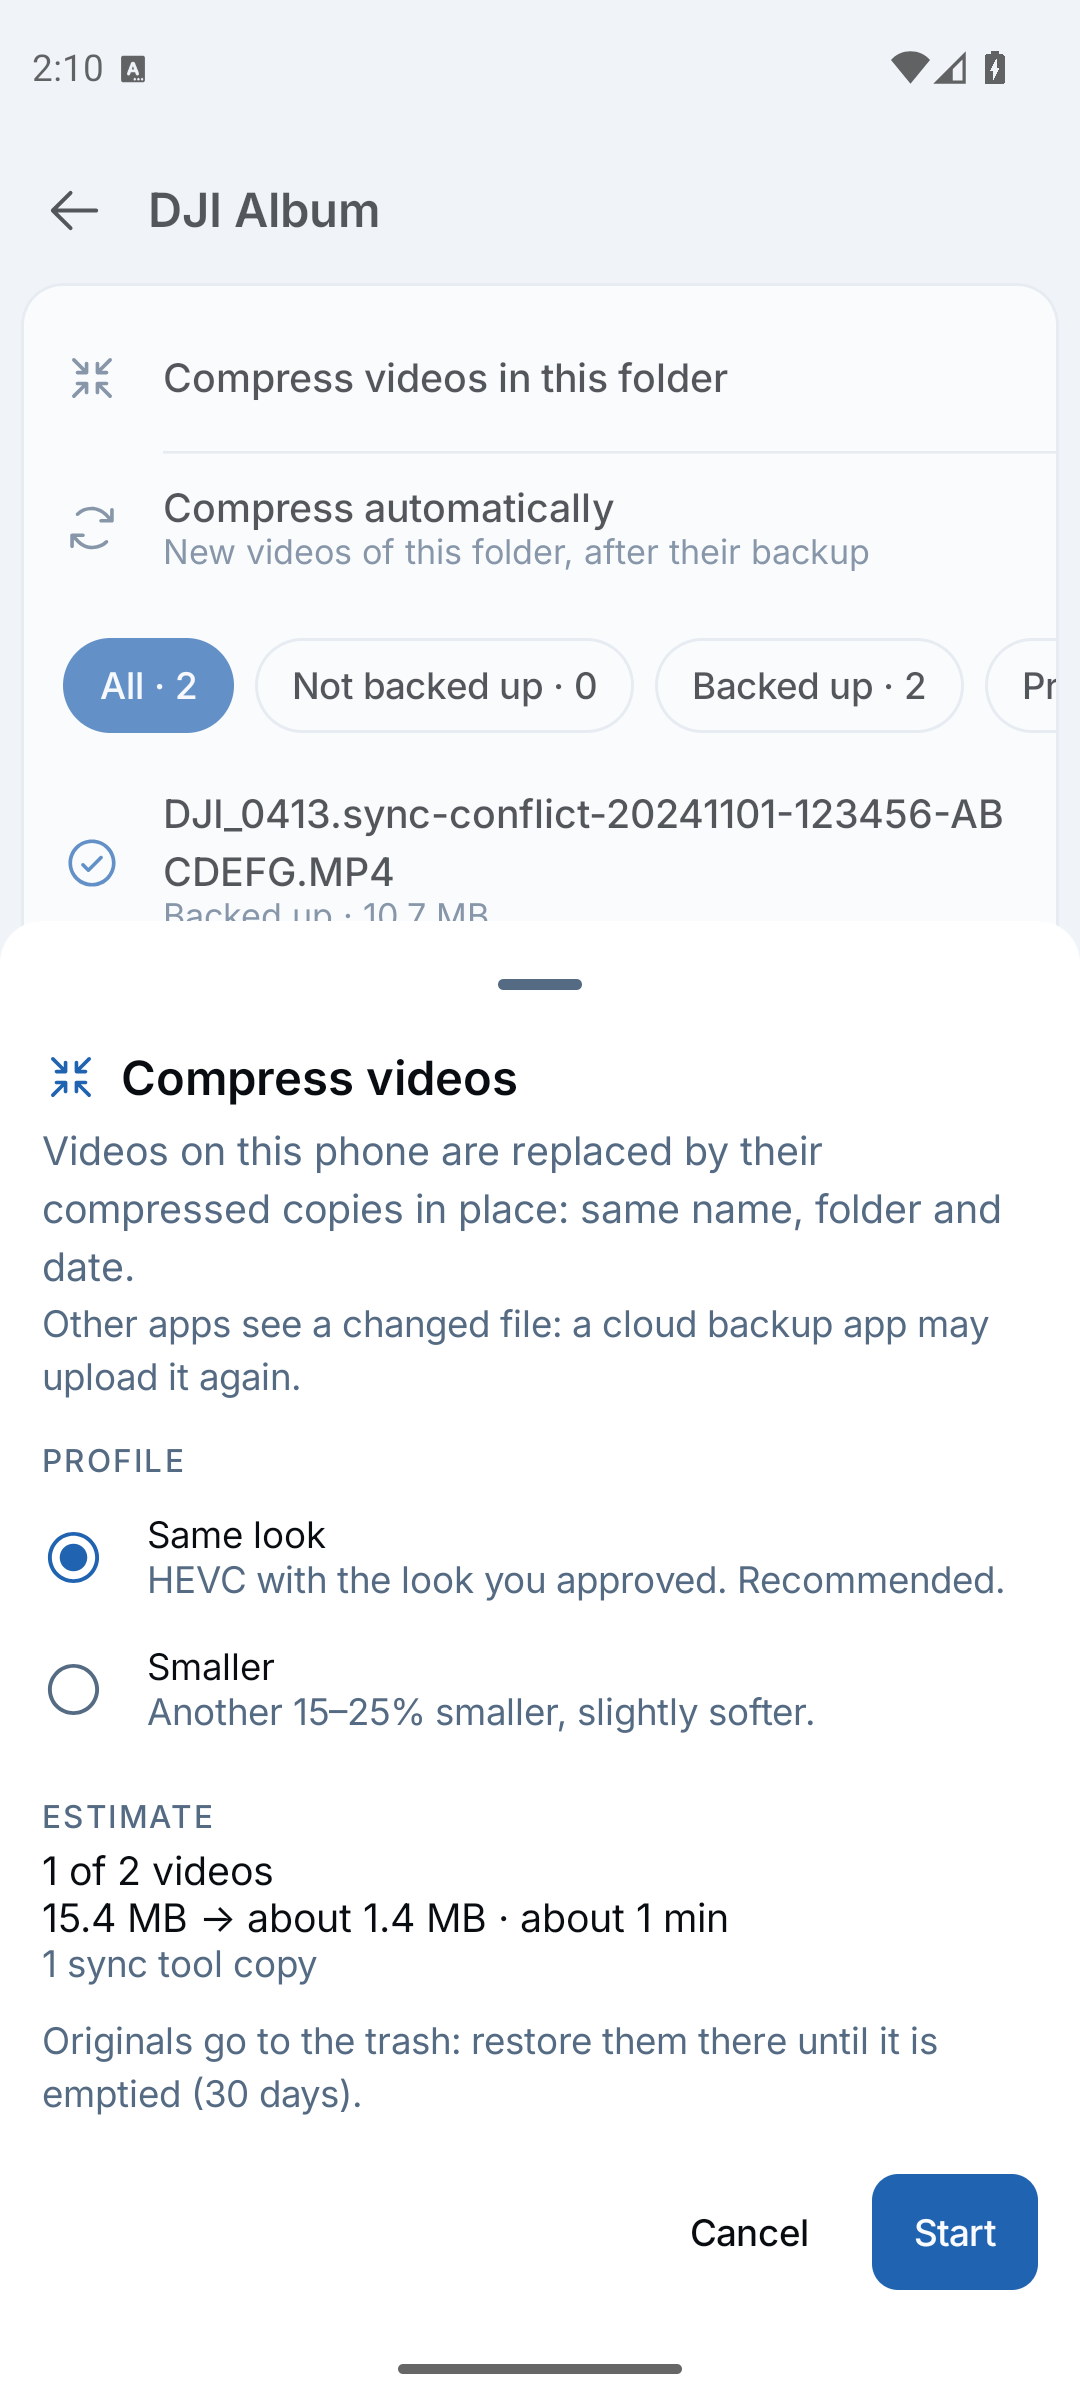 2:10
DJI Album
Compress videos in this folder
Compress automatically
New videos of this folder, after their backup
All · 2
Not backed up · 0
Backed up · 2
Pr
DJI_0413.sync-conflict-20241101-123456-AB
CDEFG.MP4
Backed up · 10.7 MB
Compress videos
Videos on this phone are replaced by their
compressed copies in place: same name, folder and
date.
Other apps see a changed file: a cloud backup app may
upload it again.
PROFILE
Same look
HEVC with the look you approved. Recommended.
Smaller
Another 15–25% smaller, slightly softer.
ESTIMATE
1 of 2 videos
15.4 MB → about 1.4 MB · about 1 min
1 sync tool copy
Originals go to the trash: restore them there until it is
emptied (30 days).
Cancel
Start